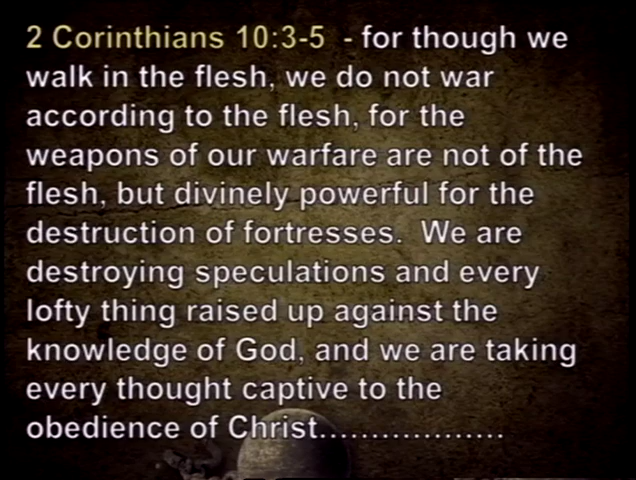 2 Corinthians 10:3-5  - for though we
walk in the flesh, we do not war
according to the flesh, for the
weapons of our warfare are not of the
flesh, but divinely powerful for the
destruction of fortresses.  We are
destroying speculations and every
lofty thing raised up against the
knowledge of God, and we are taking
every thought captive to the
obedience of Christ..................